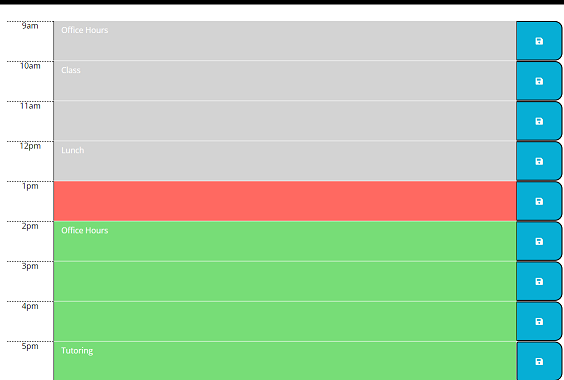 9am Office Hours
10am Class
11am
12pm Lunch
1pm
2pm Office Hours
3pm
4pm
5pm Tutoring